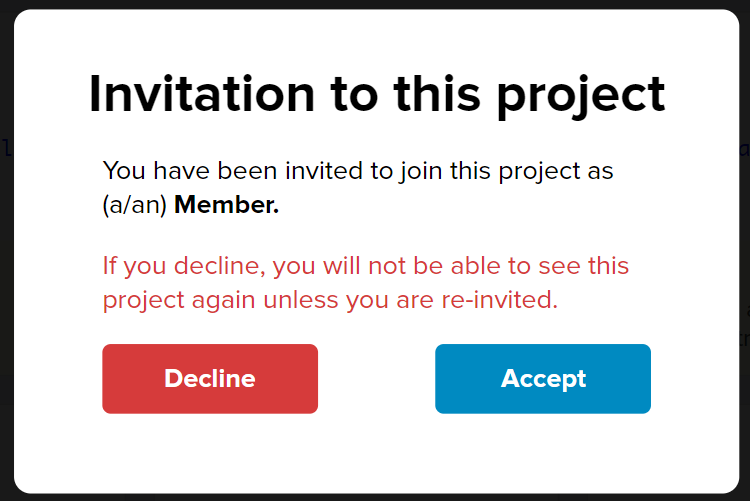 Invitation to this project
You have been invited to join this project as
(a/an) Member.
If you decline, you will not be able to see this
project again unless you are re-invited.
Decline
Accept